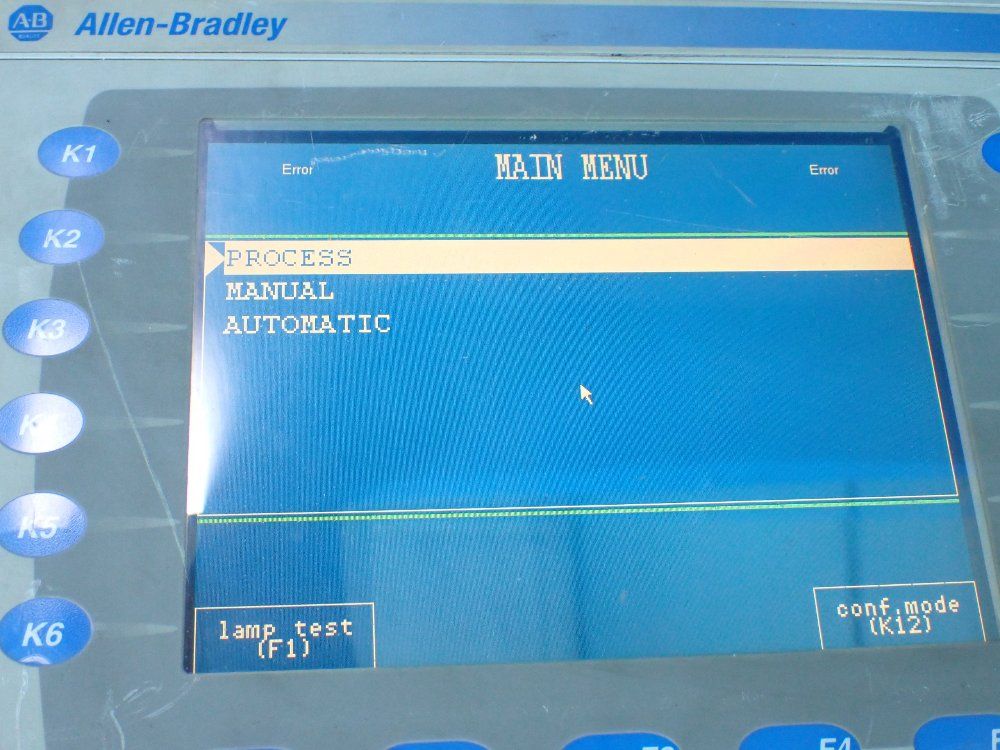 A-B
Allen-Bradley
K1
K2
K3
K5
K6
Error
MAIN MENU
Error
PROCESS
MANUAL
AUTOMATIC
lamp test
(F1)
conf.mode
(K12)
F4